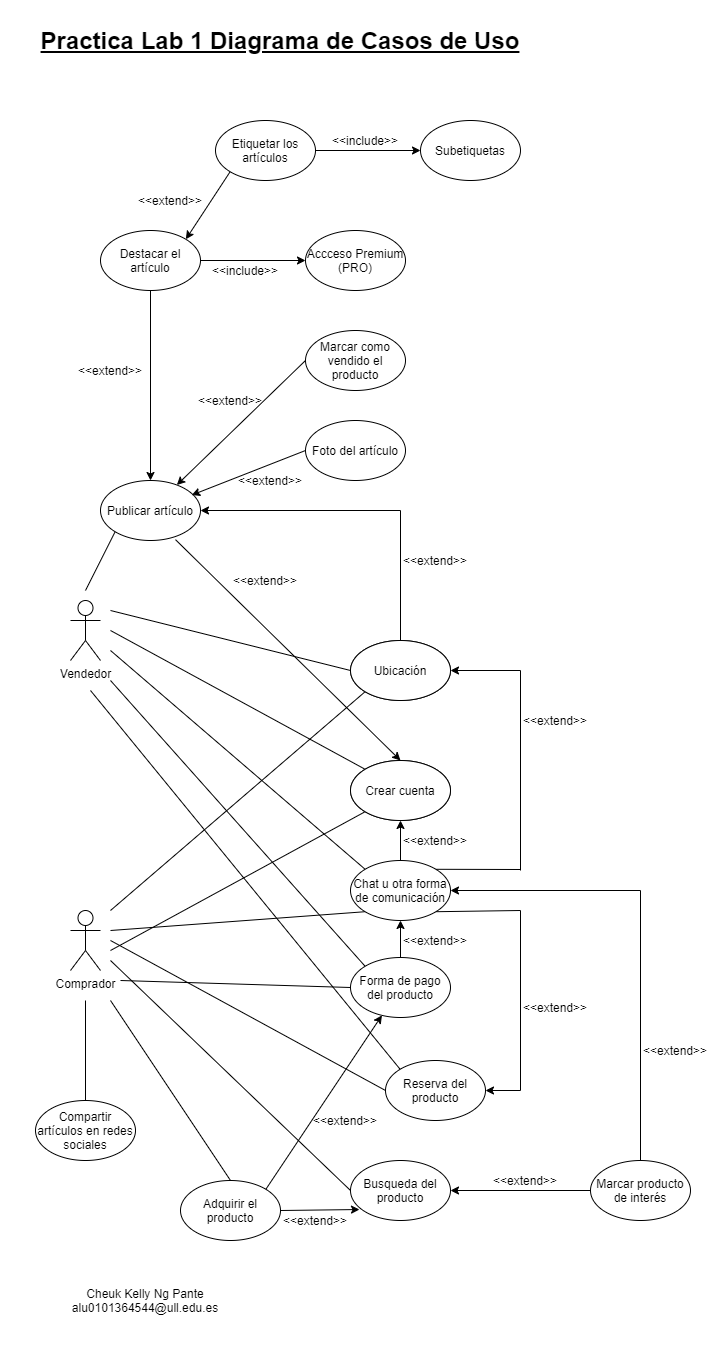 Practica Lab 1 Diagrama de Casos de Uso
Etiquetar los
artículos
<<include>>
Subetiquetas
<<extend>>
Destacar el
artículo
<<include>>
Accceso Premium
(PRO)
<<extend>>
Marcar como
vendido el
producto
<<extend>>
Foto del artículo
<<extend>>
Publicar artículo
<<extend>>
<<extend>>
Vendedor
Ubicación
<<extend>>
Crear cuenta
<<extend>>
Chat u otra forma
de comunicación
<<extend>>
Comprador
Forma de pago
del producto
<<extend>>
<<extend>>
Reserva del
producto
Compartir
artículos en redes
sociales
<<extend>>
Adquirir el
producto
<<extend>>
Busqueda del
producto
<<extend>>
Marcar producto
de interés
Cheuk Kelly Ng Pante
alu0101364544@ull.edu.es